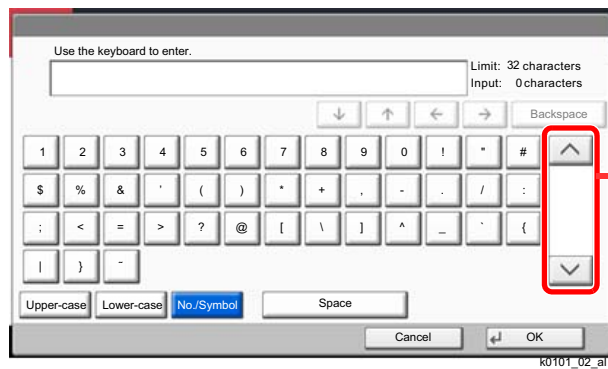 Use the keyboard to enter.
Limit: 32 characters
Input: 0 characters
Backspace
1 2 3 4 5 6 7 8 9 0 ! " #
$ % & ' ( ) * + , - . / :
; < = > ? @ [ \ ] ^ _ ` {
| } ~
Upper-case Lower-case No./Symbol Space
Cancel OK
k0101_02_al